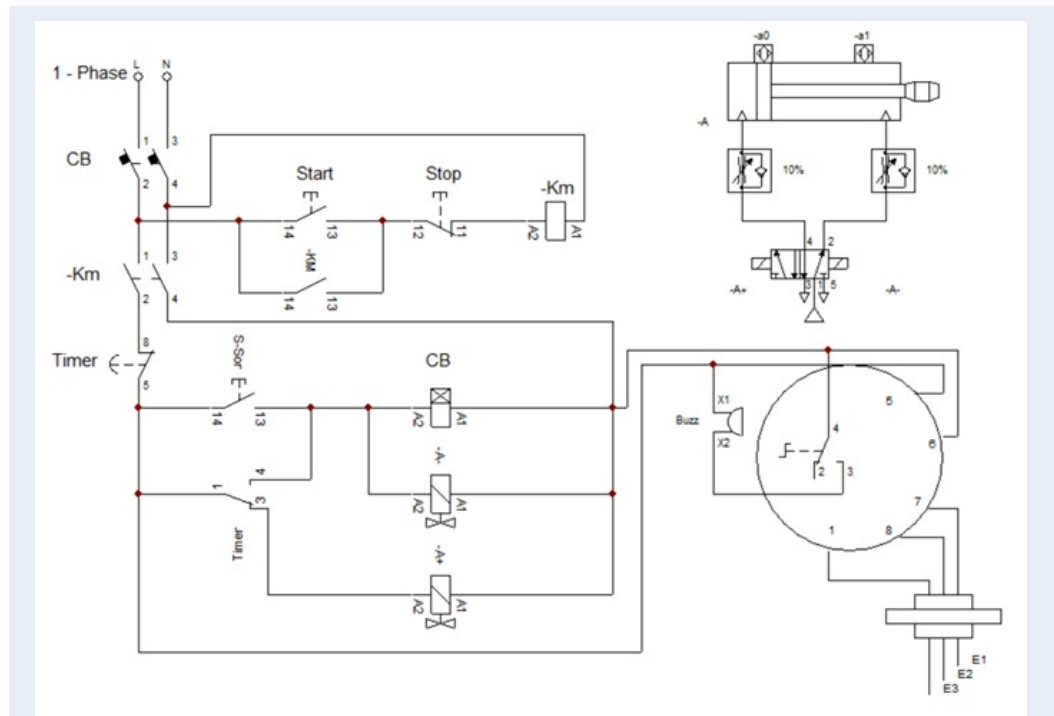 1 - Phase
L
N
CB
1
3
2
4
Start
14
13
Stop
12
11
-Km
A2
A1
-KM
14
13
-Km
1
3
2
4
Timer
8
5
S-Sor
14
13
CB
A2
A1
-A-
A2
A1
1
4
3
Timer
-A+
A2
A1
-a0
-a1
-A
10%
10%
4
2
3
1
5
-A+
-A-
Buzz
X1
X2
4
2
3
5
6
7
8
1
E1
E2
E3